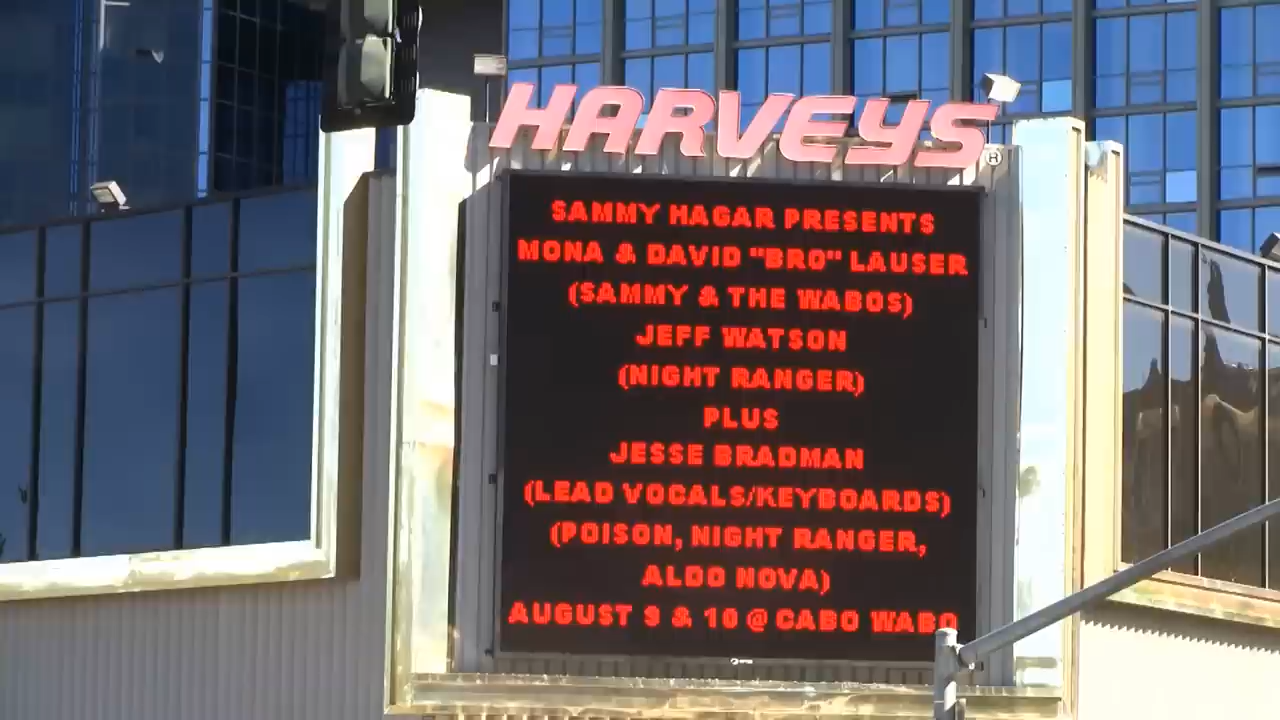 HARVEYS
SAMMY HAGAR PRESENTS
MONA & DAVID "BRO" LAUSER
(SAMMY & THE WABOS)
JEFF WATSON
(NIGHT RANGER)
PLUS
JESSE BRADMAN
(LEAD VOCALS/KEYBOARDS)
(POISON, NIGHT RANGER,
ALDO NOVA)
AUGUST 9 & 10 @ CABO WABO